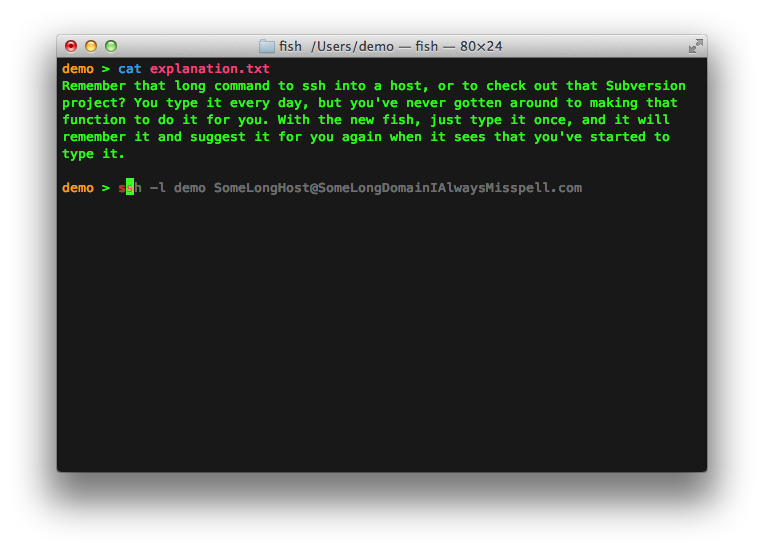 fish /Users/demo — fish — 80×24
demo > cat explanation.txt
Remember that long command to ssh into a host, or to check out that Subversion
project? You type it every day, but you've never gotten around to making that
function to do it for you. With the new fish, just type it once, and it will
remember it and suggest it for you again when it sees that you've started to
type it.
demo > ssh -l demo SomeLongHost@SomeLongDomainIAlwaysMisspell.com